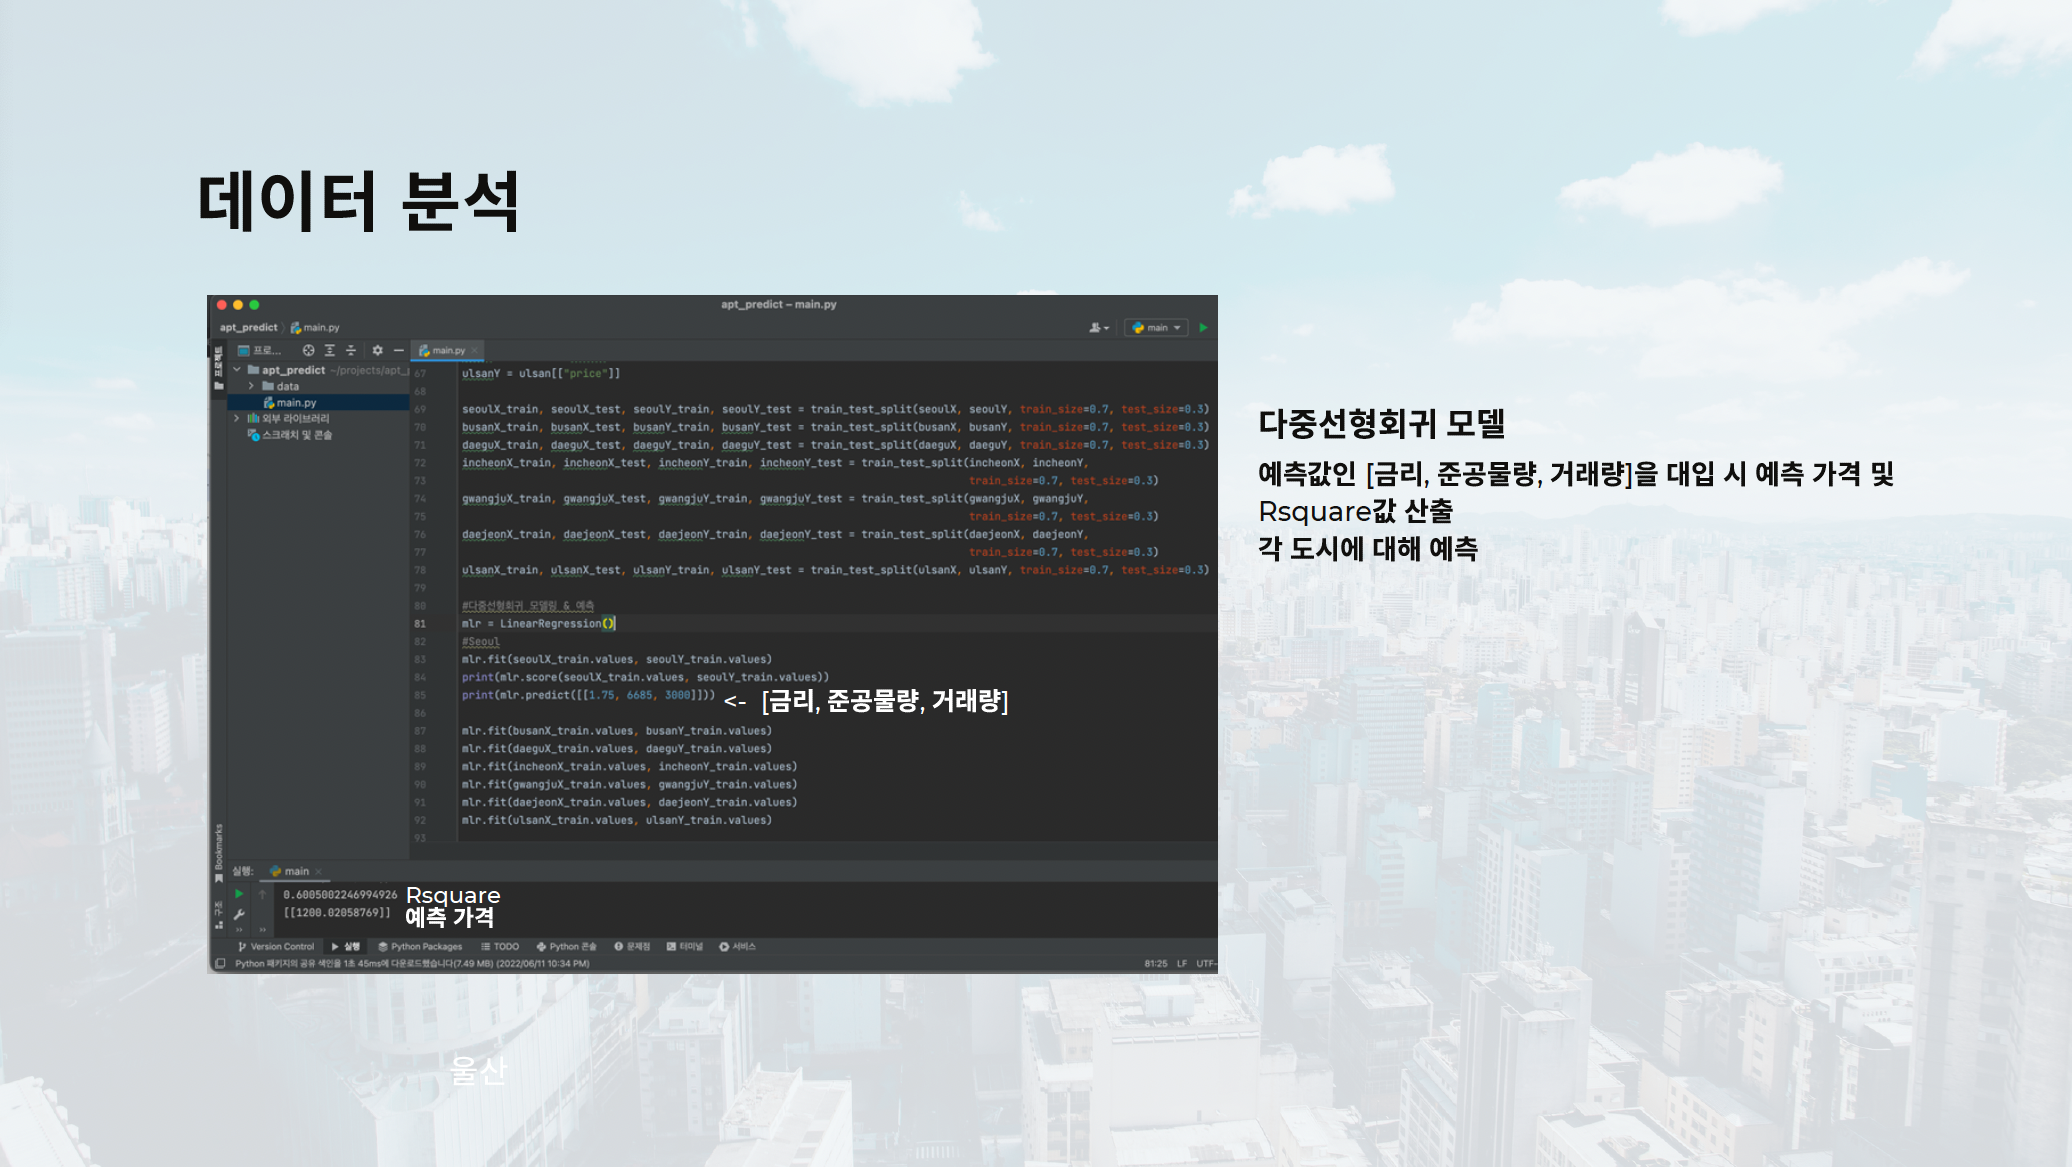 데이터 분석
apt_predict – main.py
apt_predict
main.py
main
프로젝트
프로...
main.py
apt_predict ~/projects/apt_
data
main.py
외부 라이브러리
스크래치 및 콘솔
67 ulsanY = ulsan[["price"]]
68
69 seoulX_train, seoulX_test, seoulY_train, seoulY_test = train_test_split(seoulX, seoulY, train_size=0.7, test_size=0.3)
70 busanX_train, busanX_test, busanY_train, busanY_test = train_test_split(busanX, busanY, train_size=0.7, test_size=0.3)
71 daeguX_train, daeguX_test, daeguY_train, daeguY_test = train_test_split(daeguX, daeguY, train_size=0.7, test_size=0.3)
72 incheonX_train, incheonX_test, incheonY_train, incheonY_test = train_test_split(incheonX, incheonY,
73 train_size=0.7, test_size=0.3)
74 gwangjuX_train, gwangjuX_test, gwangjuY_train, gwangjuY_test = train_test_split(gwangjuX, gwangjuY,
75 train_size=0.7, test_size=0.3)
76 daejeonX_train, daejeonX_test, daejeonY_train, daejeonY_test = train_test_split(daejeonX, daejeonY,
77 train_size=0.7, test_size=0.3)
78 ulsanX_train, ulsanX_test, ulsanY_train, ulsanY_test = train_test_split(ulsanX, ulsanY, train_size=0.7, test_size=0.3)
79
80 #다중선형회귀 모델링 & 예측
81 mlr = LinearRegression()
82 #Seoul
83 mlr.fit(seoulX_train.values, seoulY_train.values)
84 print(mlr.score(seoulX_train.values, seoulY_train.values))
85 print(mlr.predict([[1.75, 6685, 3000]])) <- [금리, 준공물량, 거래량]
86
87 mlr.fit(busanX_train.values, busanY_train.values)
88 mlr.fit(daeguX_train.values, daeguY_train.values)
89 mlr.fit(incheonX_train.values, incheonY_train.values)
90 mlr.fit(gwangjuX_train.values, gwangjuY_train.values)
91 mlr.fit(daejeonX_train.values, daejeonY_train.values)
92 mlr.fit(ulsanX_train.values, ulsanY_train.values)
93
Bookmarks
구조
실행: main
0.6005002246994926 Rsquare
[[1200.02058769]] 예측 가격
Version Control 실행 Python Packages TODO Python 콘솔 문제점 터미널 서비스
Python 패키지의 공유 색인을 1초 45ms에 다운로드했습니다(7.49 MB) (2022/06/11 10:34 PM)
81:25 LF UTF-
다중선형회귀 모델
예측값인 [금리, 준공물량, 거래량]을 대입 시 예측 가격 및
Rsquare값 산출
각 도시에 대해 예측
울산